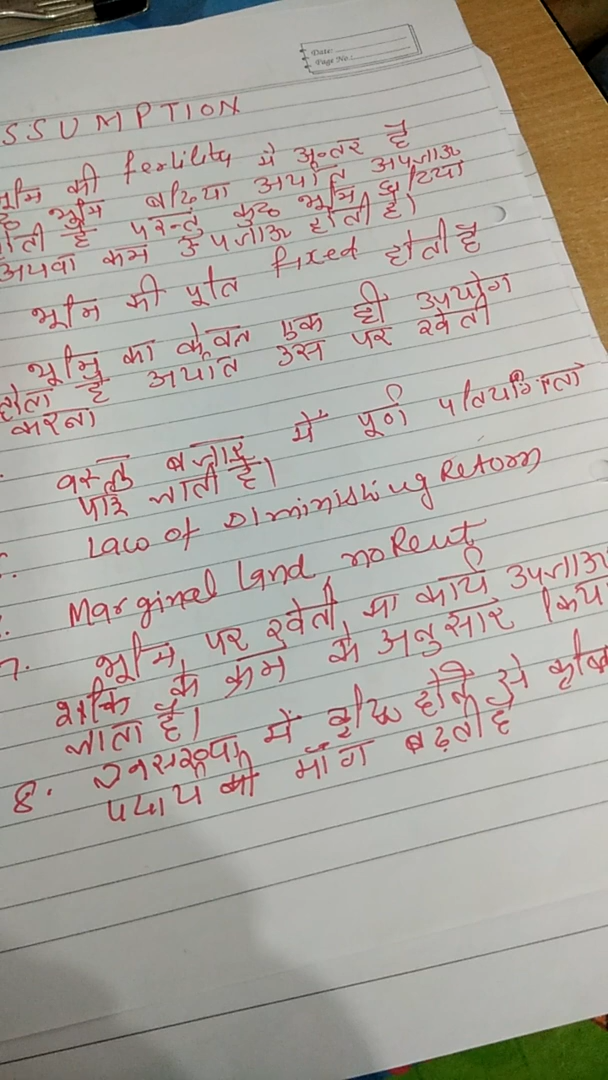 Date:
Page No.:
SSUMPTION
भूमि की fertility में अन्तर है
भूमि बढिया अर्थात उपजाऊ
होती है परन्तु कुछ भूमि घटिया
अथवा कम उपजाऊ होती है।
भूमि की पूर्ति fixed होती है
भूमि का केवल एक ही उपयोग
होता है अर्थात उस पर खेती
करना
वस्तु बाजार में पूर्ण प्रतियोगिता
पाई जाती है।
Law of Diminishing Retorn
Marginal Land, no Rent
7. भूमि पर खेती का कार्य उपजाऊ
शक्ति के क्रम के अनुसार किया
जाता है।
8. जनसंख्या में वृद्धि होने से कृषि
पदार्थ की माँग बढ़ती है